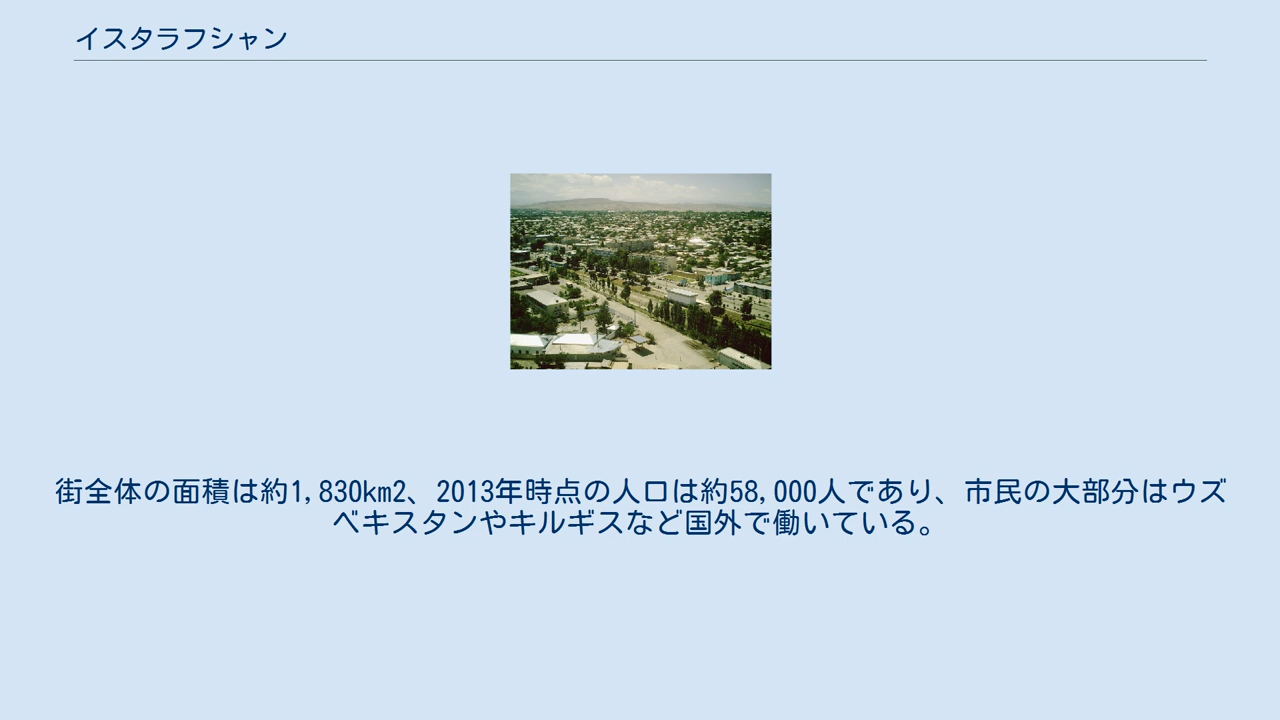 イスタラフシャン
街全体の面積は約1,830km2、2013年時点の人口は約58,000人であり、市民の大部分はウズ
ベキスタンやキルギスなど国外で働いている。